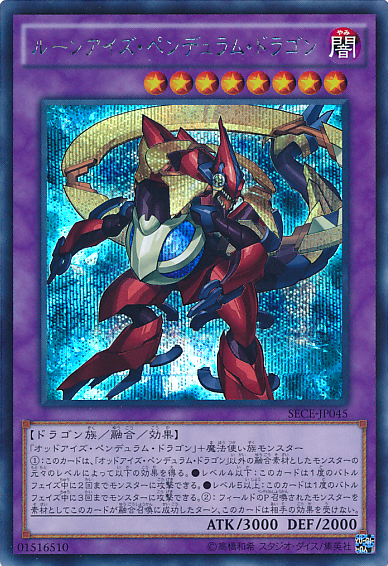 ルーンアイズ・ペンデュラム・ドラゴン
闇
やみ
SECE-JP045
【ドラゴン族／融合／効果】
「オッドアイズ・ペンデュラム・ドラゴン」＋魔法使い族モンスター
①：このカードは、「オッドアイズ・ペンデュラム・ドラゴン」以外の融合素材としたモンスターの
元々のレベルによって以下の効果を得る。●レベル4以下：このカードは1度のバトル
フェイズ中に2回までモンスターに攻撃できる。●レベル5以上：このカードは1度のバトル
フェイズ中に3回までモンスターに攻撃できる。②：フィールドのP召喚されたモンスターを
素材としてこのカードが融合召喚に成功したターン、このカードは相手の効果を受けない。
ATK/3000 DEF/2000
01516510
©高橋和希 スタジオ・ダイス/集英社